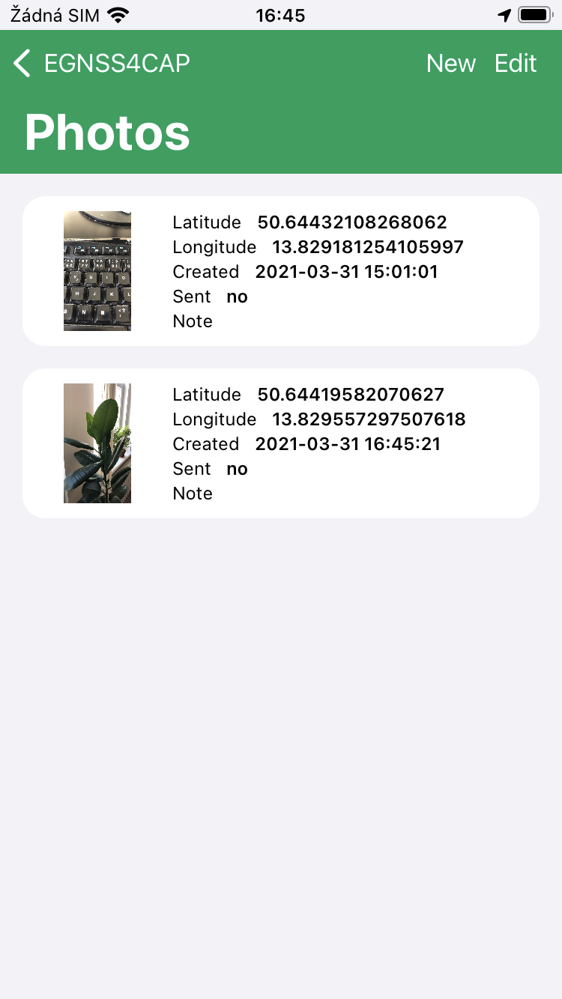 Žádná SIM 16:45
EGNSS4CAP New Edit
Photos
Latitude 50.64432108268062
Longitude 13.829181254105997
Created 2021-03-31 15:01:01
Sent no
Note
Latitude 50.64419582070627
Longitude 13.829557297507618
Created 2021-03-31 16:45:21
Sent no
Note